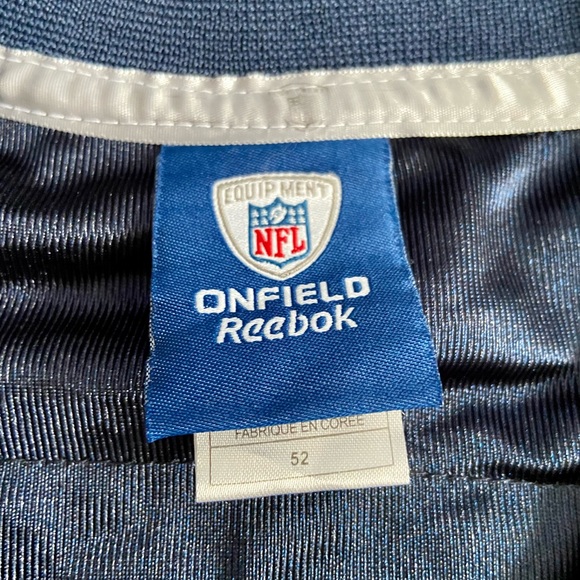 EQUIPMENT
NFL
ONFIELD
Reebok
FABRIQUE EN COREE
52